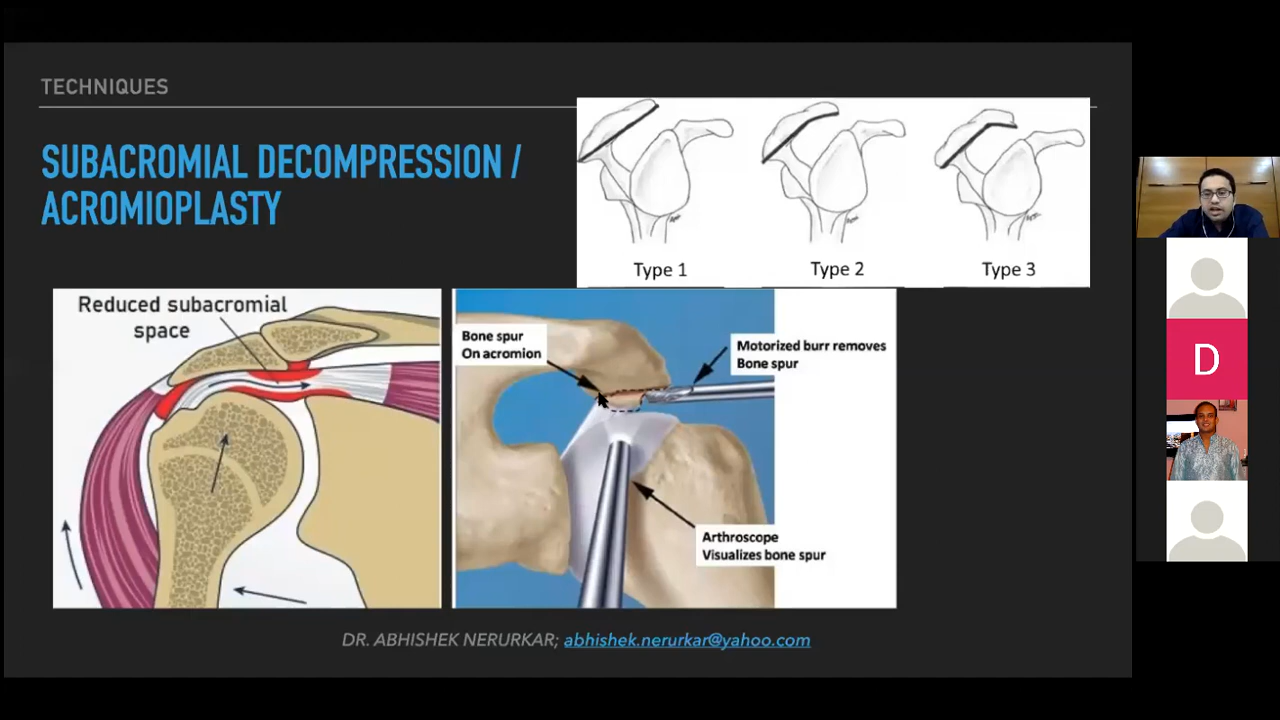 TECHNIQUES
SUBACROMIAL DECOMPRESSION /
ACROMIOPLASTY
Type 1
Type 2
Type 3
Reduced subacromial
space
Bone spur
On acromion
Motorized burr removes
Bone spur
Arthroscope
Visualizes bone spur
DR. ABHISHEK NERURKAR; abhishek.nerurkar@yahoo.com
D